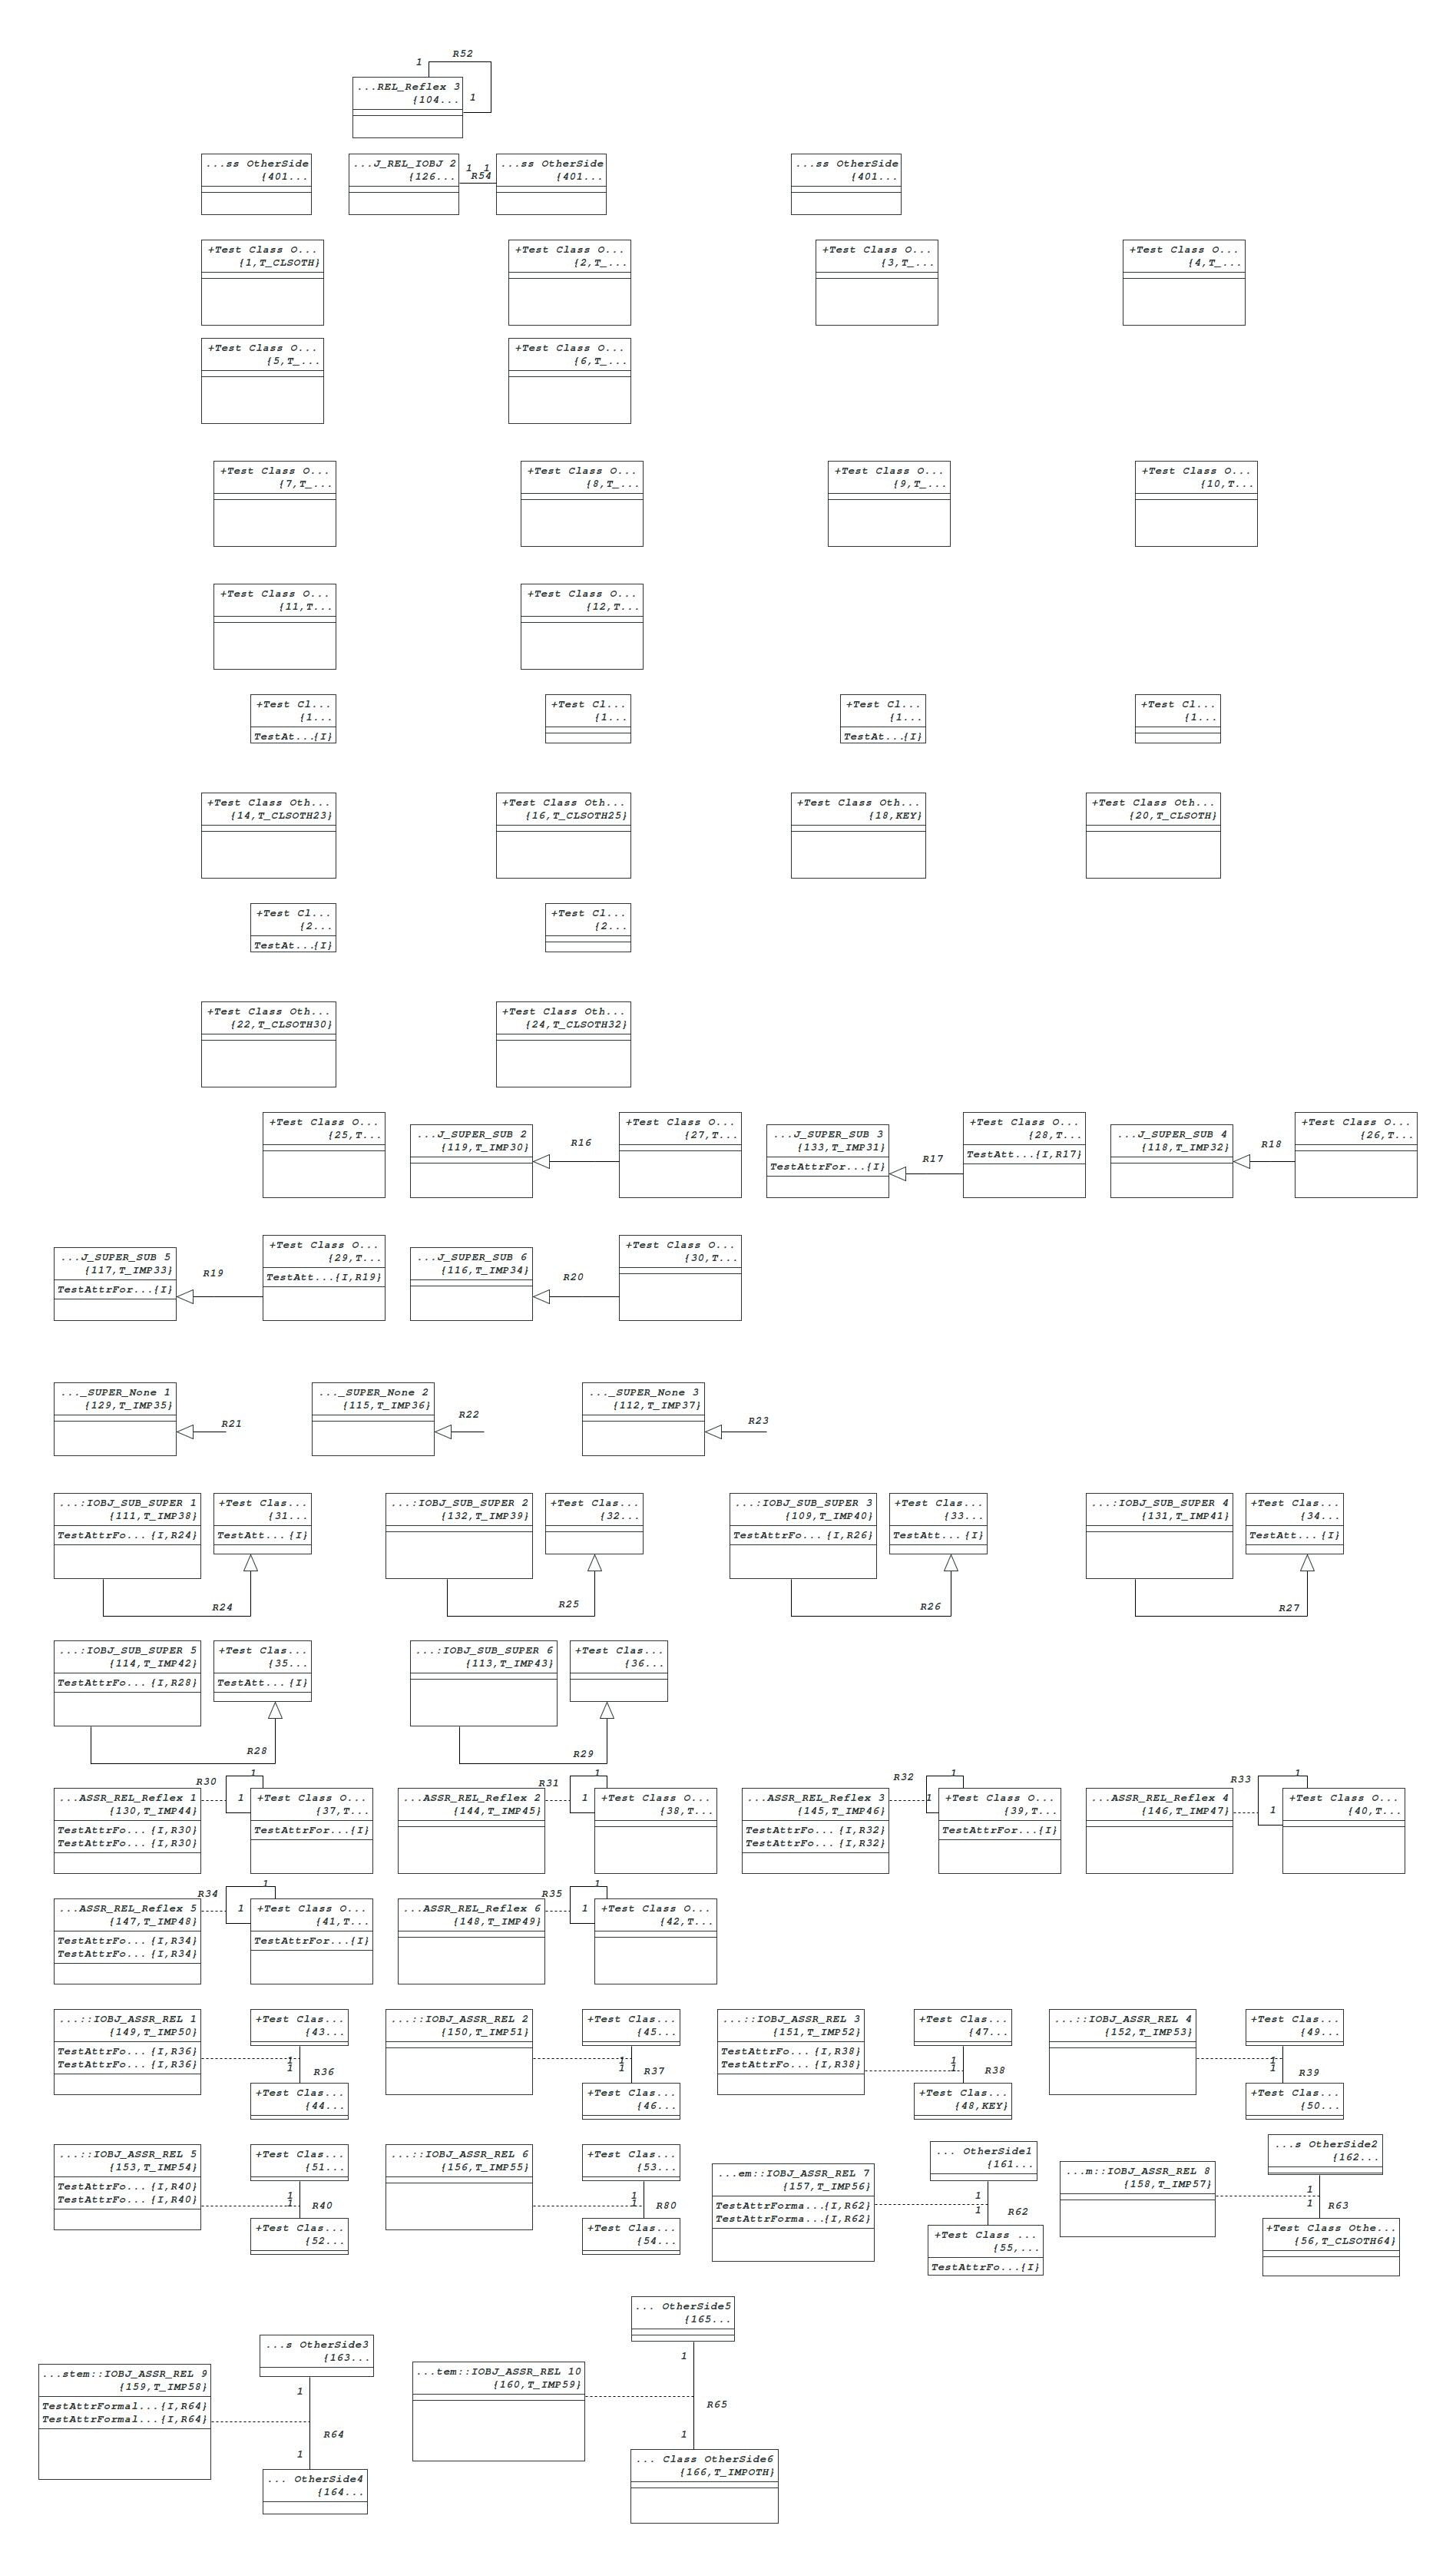 R52
1
...REL_Reflex 3
{104...
1
...ss OtherSide
{401...
...J_REL_IOBJ 2
{126...
1 1
R54
...ss OtherSide
{401...
...ss OtherSide
{401...
+Test Class O...
{1,T_CLSOTH}
+Test Class O...
{2,T_...
+Test Class O...
{3,T_...
+Test Class O...
{4,T_...
+Test Class O...
{5,T_...
+Test Class O...
{6,T_...
+Test Class O...
{7,T_...
+Test Class O...
{8,T_...
+Test Class O...
{9,T_...
+Test Class O...
{10,T...
+Test Class O...
{11,T...
+Test Class O...
{12,T...
+Test Cl...
{1...
TestAt...{I}
+Test Cl...
{1...
+Test Cl...
{1...
TestAt...{I}
+Test Cl...
{1...
+Test Class Oth...
{14,T_CLSOTH23}
+Test Class Oth...
{16,T_CLSOTH25}
+Test Class Oth...
{18,KEY}
+Test Class Oth...
{20,T_CLSOTH}
+Test Cl...
{2...
TestAt...{I}
+Test Cl...
{2...
+Test Class Oth...
{22,T_CLSOTH30}
+Test Class Oth...
{24,T_CLSOTH32}
+Test Class O...
{25,T...
...J_SUPER_SUB 2
{119,T_IMP30}
R16
+Test Class O...
{27,T...
...J_SUPER_SUB 3
{133,T_IMP31}
TestAttrFor...{I}
R17
+Test Class O...
{28,T...
TestAtt...{I,R17}
...J_SUPER_SUB 4
{118,T_IMP32}
R18
+Test Class O...
{26,T...
...J_SUPER_SUB 5
{117,T_IMP33}
TestAttrFor...{I}
R19
+Test Class O...
{29,T...
TestAtt...{I,R19}
...J_SUPER_SUB 6
{116,T_IMP34}
R20
+Test Class O...
{30,T...
..._SUPER_None 1
{129,T_IMP35}
R21
..._SUPER_None 2
{115,T_IMP36}
R22
..._SUPER_None 3
{112,T_IMP37}
R23
...:IOBJ_SUB_SUPER 1
{111,T_IMP38}
TestAttrFo...{I,R24}
+Test Clas...
{31...
TestAtt...{I}
R24
...:IOBJ_SUB_SUPER 2
{132,T_IMP39}
+Test Clas...
{32...
R25
...:IOBJ_SUB_SUPER 3
{109,T_IMP40}
TestAttrFo...{I,R26}
+Test Clas...
{33...
TestAtt...{I}
R26
...:IOBJ_SUB_SUPER 4
{131,T_IMP41}
+Test Clas...
{34...
TestAtt...{I}
R27
...:IOBJ_SUB_SUPER 5
{114,T_IMP42}
TestAttrFo...{I,R28}
+Test Clas...
{35...
TestAtt...{I}
R28
...:IOBJ_SUB_SUPER 6
{113,T_IMP43}
+Test Clas...
{36...
R29
...ASSR_REL_Reflex 1
{130,T_IMP44}
TestAttrFo...{I,R30}
TestAttrFo...{I,R30}
R30
1
1
+Test Class O...
{37,T...
TestAttrFor...{I}
...ASSR_REL_Reflex 2
{144,T_IMP45}
R31
1
1
+Test Class O...
{38,T...
...ASSR_REL_Reflex 3
{145,T_IMP46}
TestAttrFo...{I,R32}
TestAttrFo...{I,R32}
R32
1
1
+Test Class O...
{39,T...
TestAttrFor...{I}
...ASSR_REL_Reflex 4
{146,T_IMP47}
R33
1
1
+Test Class O...
{40,T...
...ASSR_REL_Reflex 5
{147,T_IMP48}
TestAttrFo...{I,R34}
TestAttrFo...{I,R34}
R34
1
1
+Test Class O...
{41,T...
TestAttrFor...{I}
...ASSR_REL_Reflex 6
{148,T_IMP49}
R35
1
1
+Test Class O...
{42,T...
...::IOBJ_ASSR_REL 1
{149,T_IMP50}
TestAttrFo...{I,R36}
TestAttrFo...{I,R36}
+Test Clas...
{43...
1
1
R36
+Test Clas...
{44...
...::IOBJ_ASSR_REL 2
{150,T_IMP51}
+Test Clas...
{45...
1
1
R37
+Test Clas...
{46...
...::IOBJ_ASSR_REL 3
{151,T_IMP52}
TestAttrFo...{I,R38}
TestAttrFo...{I,R38}
+Test Clas...
{47...
1
1
R38
+Test Clas...
{48,KEY}
...::IOBJ_ASSR_REL 4
{152,T_IMP53}
+Test Clas...
{49...
1
1
R39
+Test Clas...
{50...
...::IOBJ_ASSR_REL 5
{153,T_IMP54}
TestAttrFo...{I,R40}
TestAttrFo...{I,R40}
+Test Clas...
{51...
1
1
R40
+Test Clas...
{52...
...::IOBJ_ASSR_REL 6
{156,T_IMP55}
+Test Clas...
{53...
1
1
R80
+Test Clas...
{54...
...em::IOBJ_ASSR_REL 7
{157,T_IMP56}
TestAttrForma...{I,R62}
TestAttrForma...{I,R62}
... OtherSide1
{161...
1
1
R62
+Test Class ...
{55,...
TestAttrFo...{I}
...m::IOBJ_ASSR_REL 8
{158,T_IMP57}
...s OtherSide2
{162...
1
1
R63
+Test Class Othe...
{56,T_CLSOTH64}
...stem::IOBJ_ASSR_REL 9
{159,T_IMP58}
TestAttrFormal...{I,R64}
TestAttrFormal...{I,R64}
...s OtherSide3
{163...
1
R64
1
... OtherSide4
{164...
...tem::IOBJ_ASSR_REL 10
{160,T_IMP59}
... OtherSide5
{165...
1
R65
1
... Class OtherSide6
{166,T_IMPOTH}